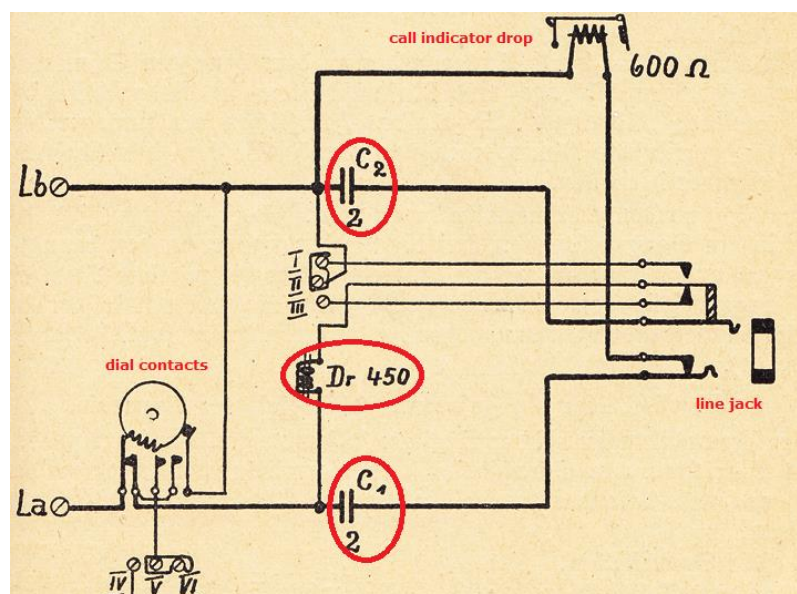 call indicator drop
600 Ω
Lb
C2
2
I
II
III
Dr 450
dial contacts
line jack
La
C1
2
IV V VI